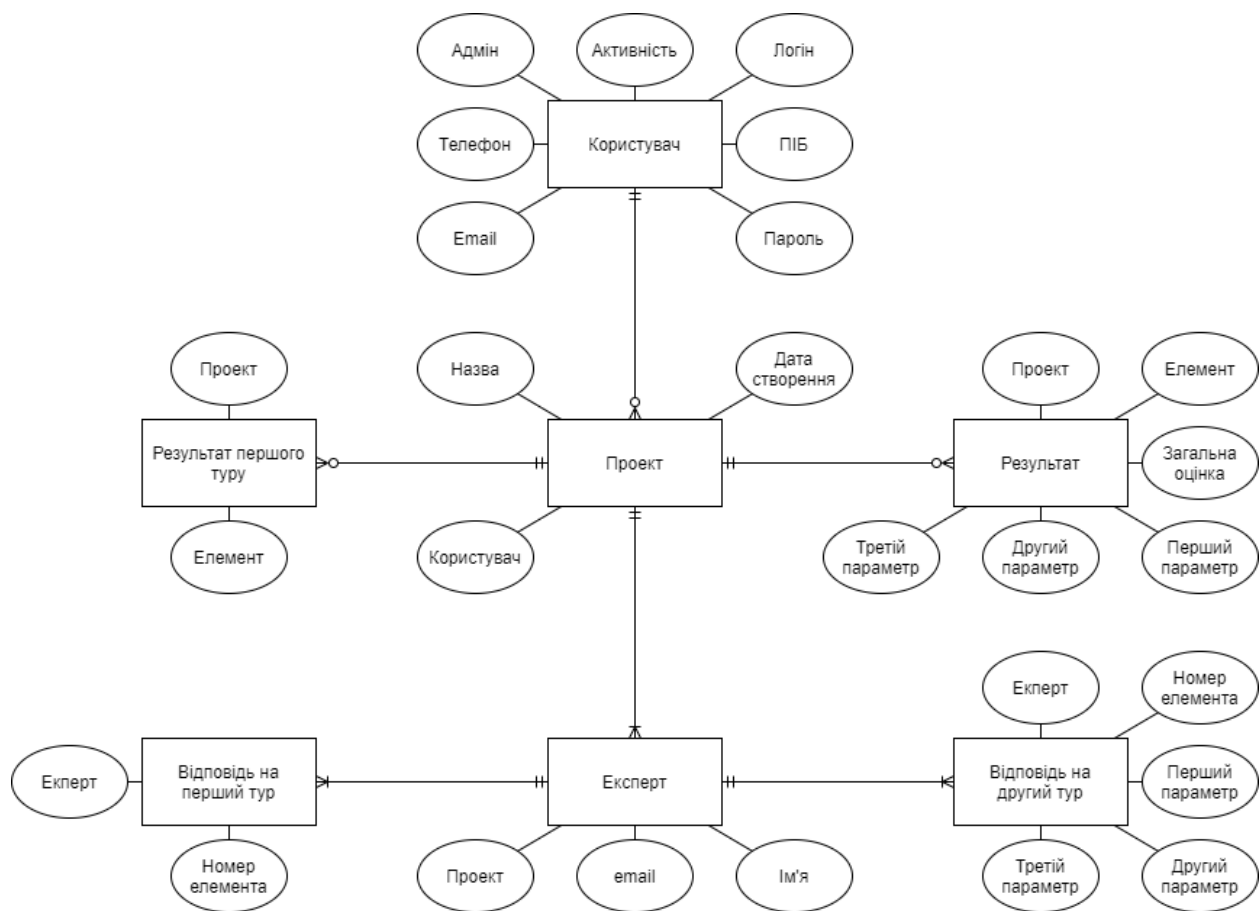 Адмін
Активність
Логін
Телефон
Користувач
ПІБ
Email
Пароль
Проект
Назва
Дата
створення
Проект
Елемент
Результат першого
туру
Проект
Результат
Загальна
оцінка
Елемент
Користувач
Третій
параметр
Другий
параметр
Перший
параметр
Екперт
Номер
елемента
Екперт
Відповідь на
перший тур
Експерт
Відповідь на
другий тур
Перший
параметр
Номер
елемента
Проект
email
Ім'я
Третій
параметр
Другий
параметр